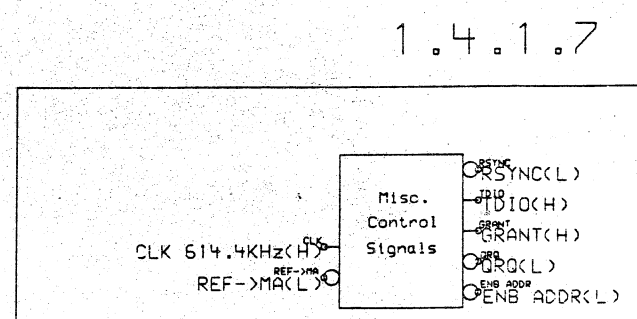 1.4.1.7
RSYNC
RSYNC(L)
Misc.
Control
Signals
TDIO
TDIO(H)
GRANT
GRANT(H)
CLK
CLK 614.4KHz(H)
QRQ
QRQ(L)
REF->MA
REF->MA(L)
ENB ADDR
ENB ADDR(L)